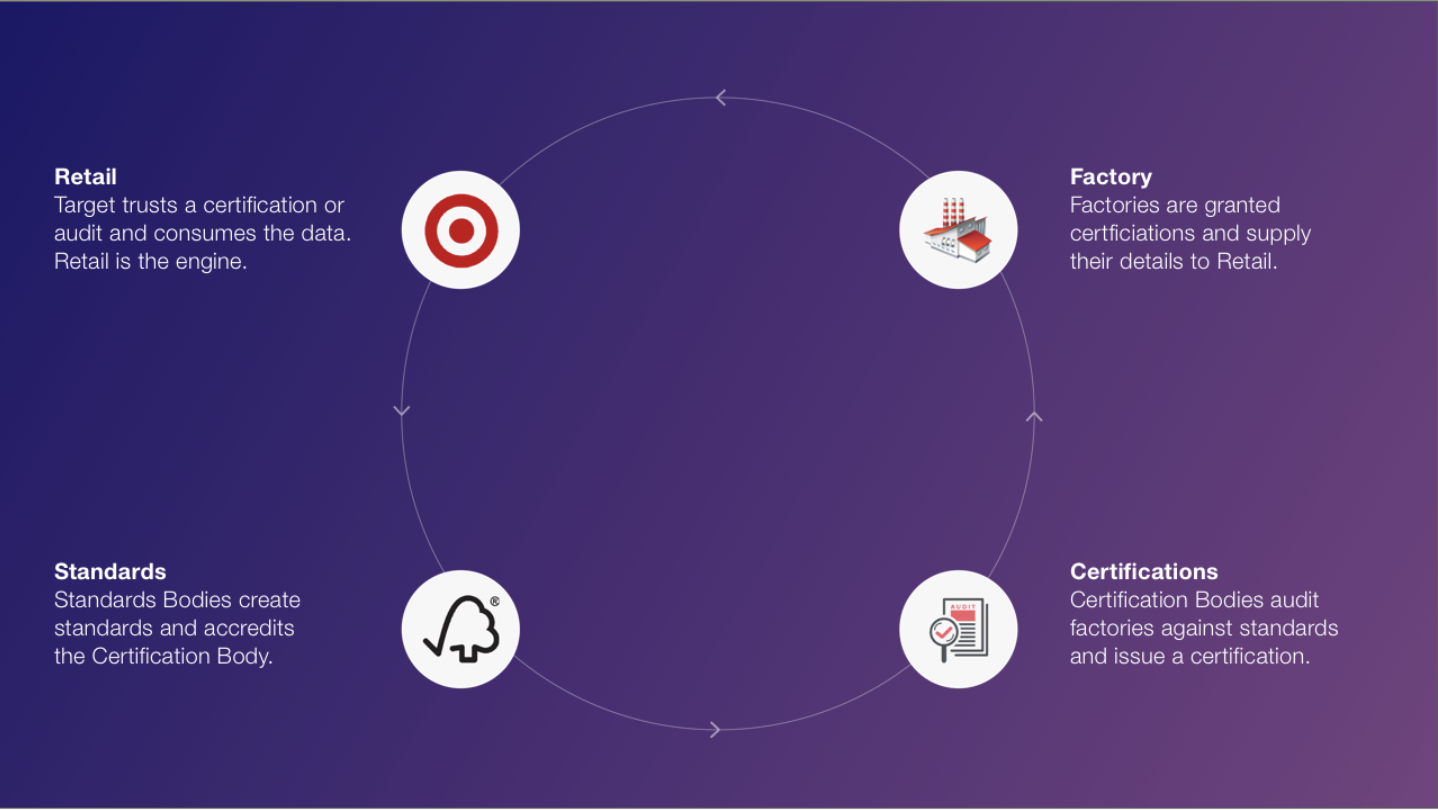 Retail
Target trusts a certification or
audit and consumes the data.
Retail is the engine.
Factory
Factories are granted
certficiations and supply
their details to Retail.
Standards
Standards Bodies create
standards and accredits
the Certification Body.
®
AUDIT
Certifications
Certification Bodies audit
factories against standards
and issue a certification.